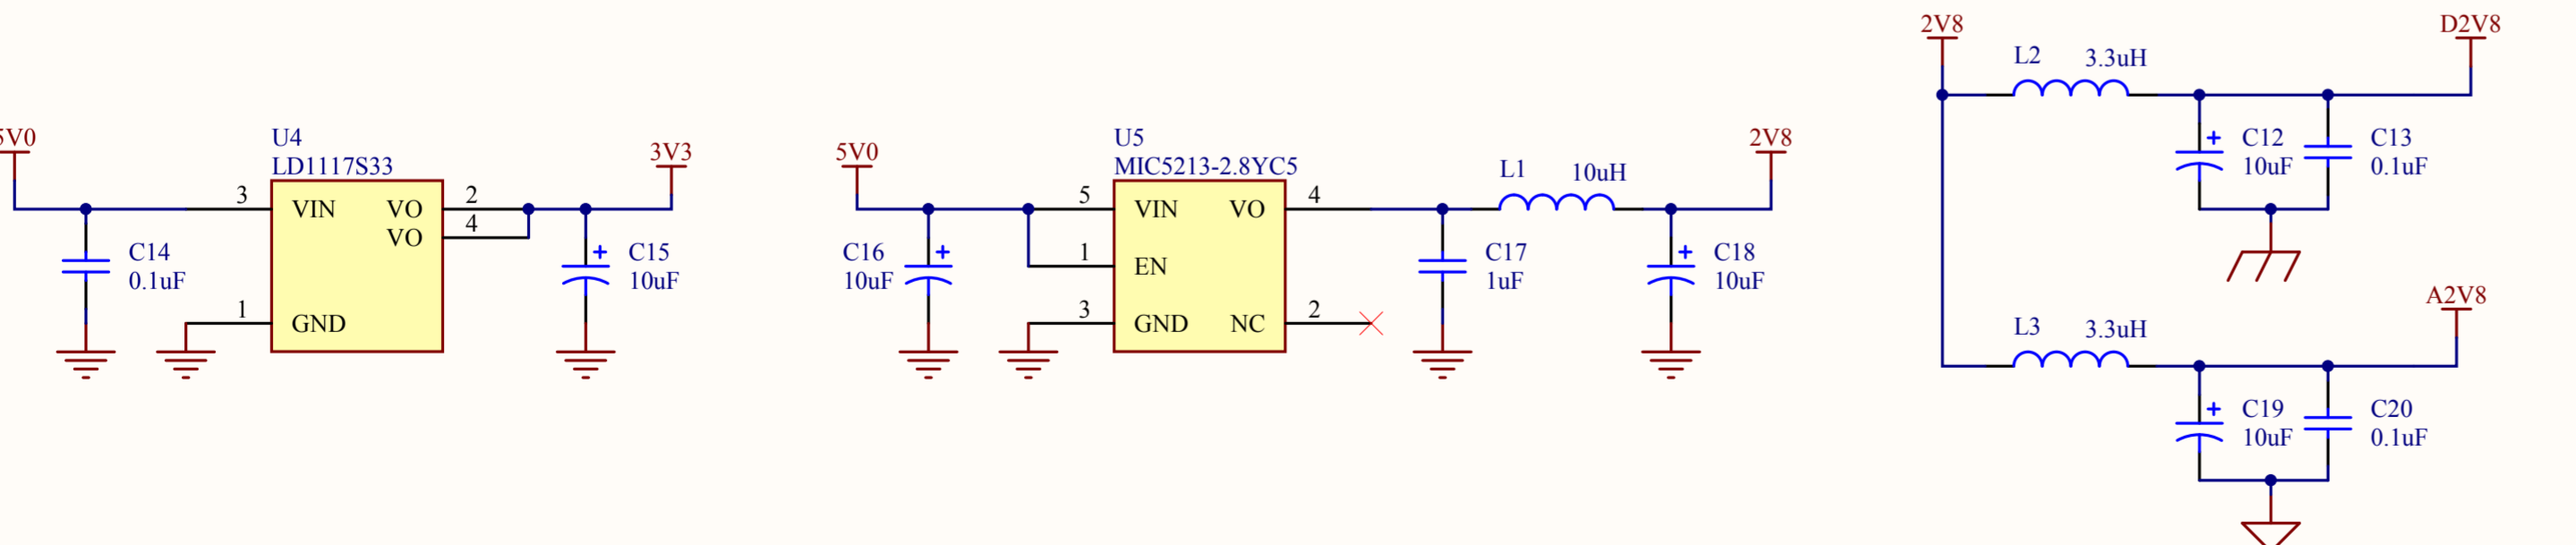 5V0
U4
LD1117S33
3
VIN
VO
2
VO
4
1
GND
C14
0.1uF
3V3
+
C15
10uF
5V0
U5
MIC5213-2.8YC5
5
VIN
VO
4
1
EN
3
GND
NC
2
C16
10uF
+
L1
10uH
2V8
C17
1uF
+
C18
10uF
2V8
L2
3.3uH
D2V8
+
C12
10uF
C13
0.1uF
L3
3.3uH
A2V8
+
C19
10uF
C20
0.1uF